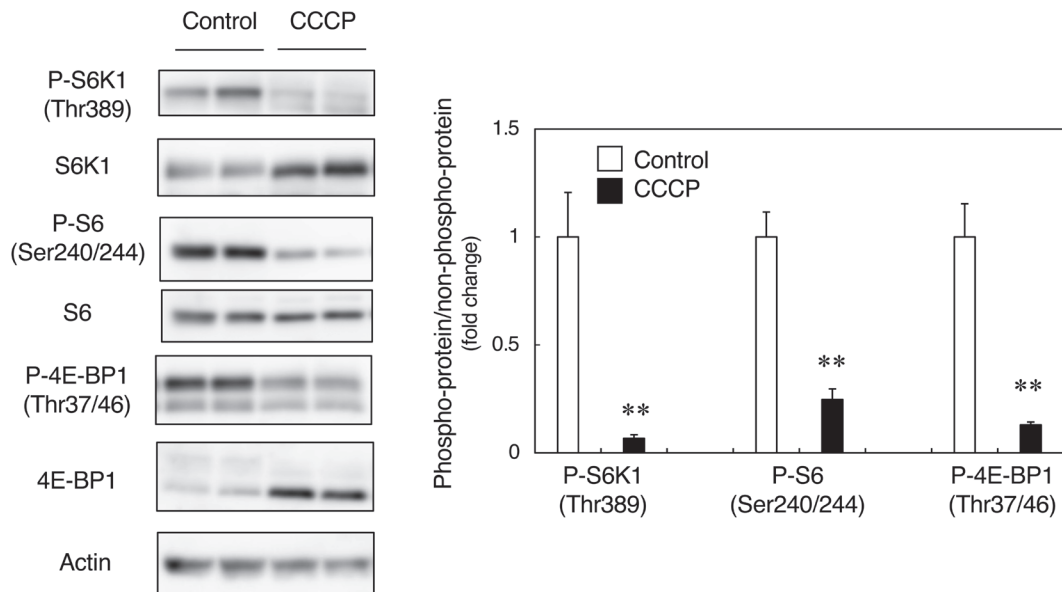 Control CCCP
P-S6K1
(Thr389)
S6K1
P-S6
(Ser240/244)
S6
P-4E-BP1
(Thr37/46)
4E-BP1
Actin
Phospho-protein/non-phospho-protein
(fold change)
1.5
1
0.5
0
Control
CCCP
**
**
**
P-S6K1
(Thr389)
P-S6
(Ser240/244)
P-4E-BP1
(Thr37/46)